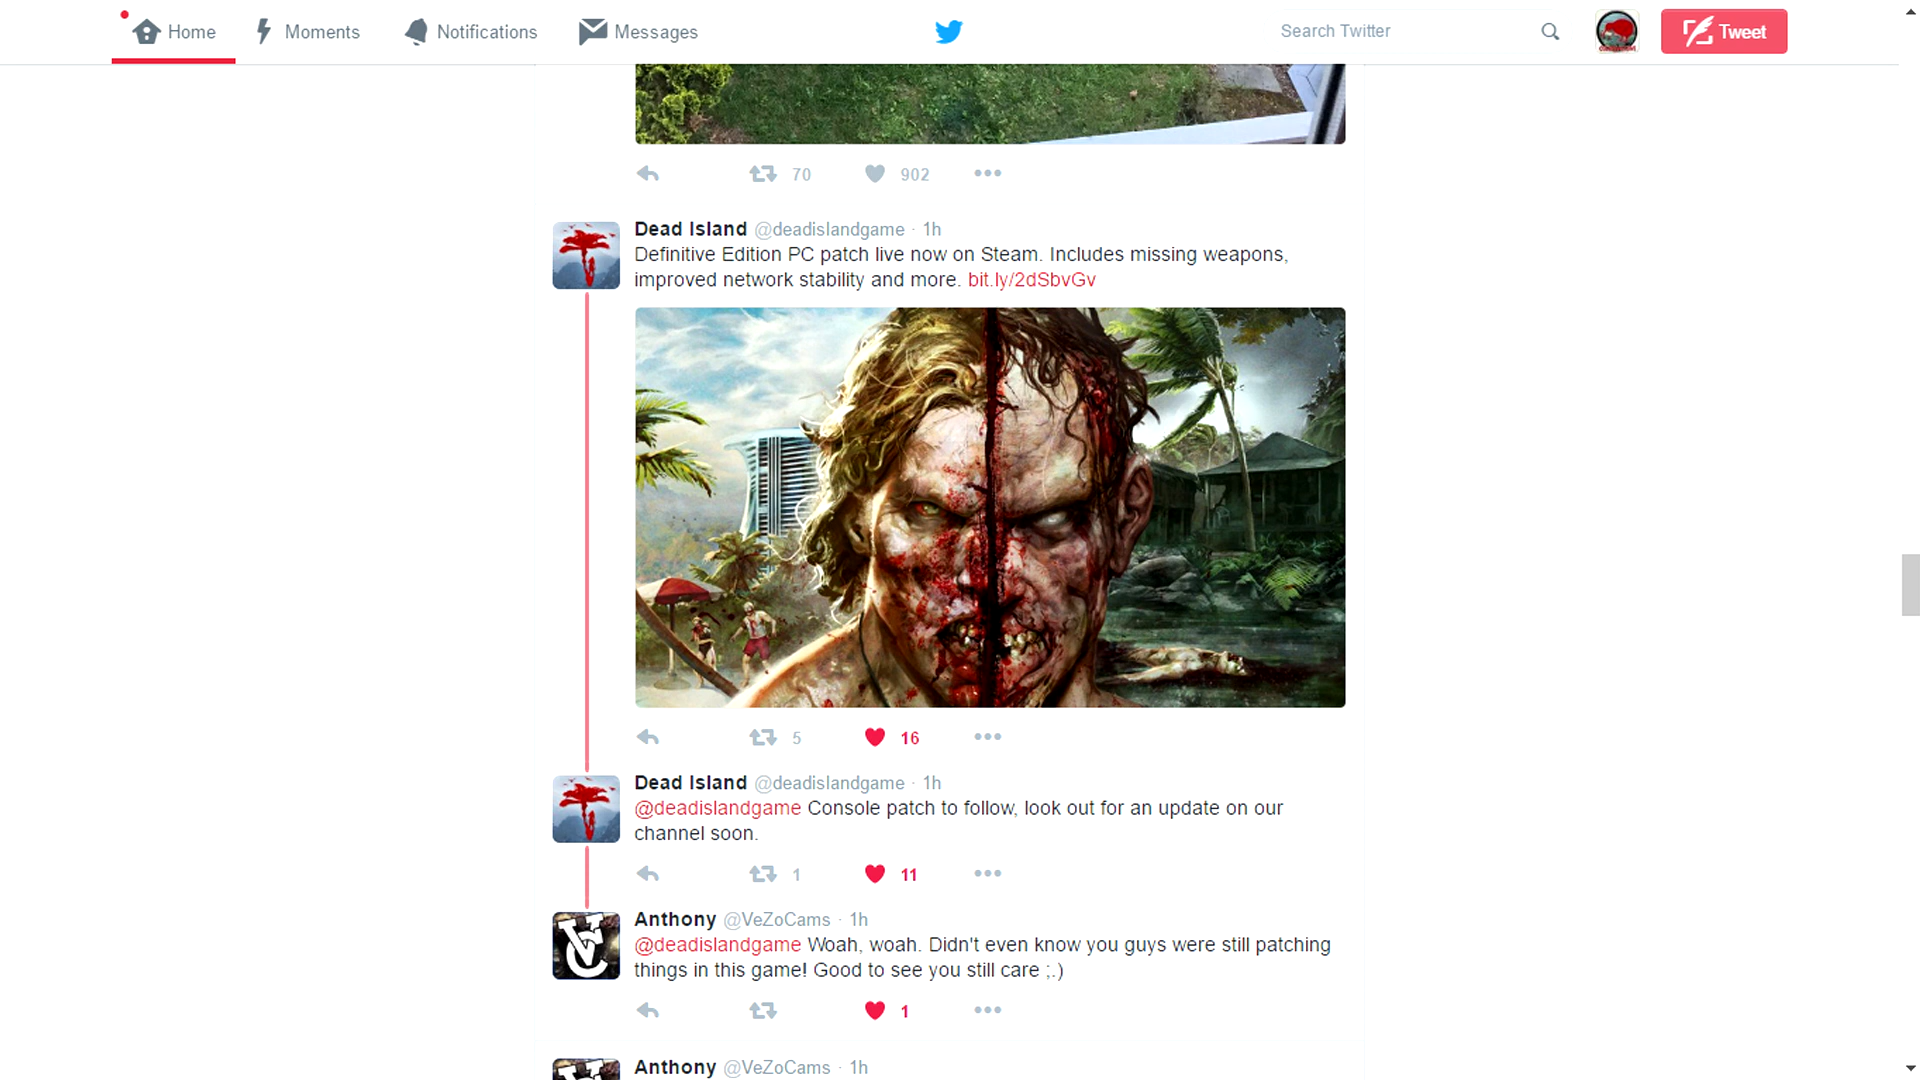 Home Moments Notifications Messages Search Twitter Tweet
70 902
Dead Island @deadislandgame · 1h
Definitive Edition PC patch live now on Steam. Includes missing weapons,
improved network stability and more. bit.ly/2dSbvGv
5 16
Dead Island @deadislandgame · 1h
@deadislandgame Console patch to follow, look out for an update on our
channel soon.
1 11
Anthony @VeZoCams · 1h
@deadislandgame Woah, woah. Didn't even know you guys were still patching
things in this game! Good to see you still care ;.)
1
Anthony @VeZoCams · 1h